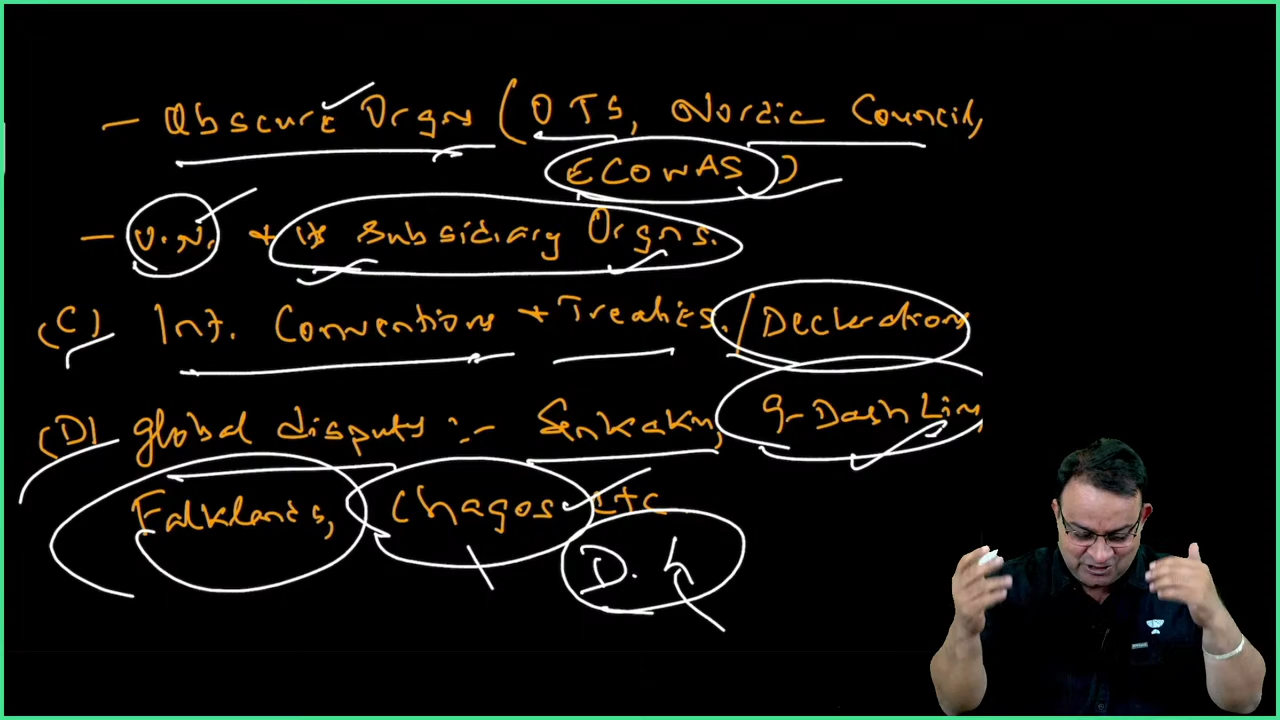 - Obscure Orgns (OTS, Nordic Council,
ECOWAS)
- U.N. + its Subsidiary Orgns.
(C) Int. Conventions + Treaties. / Declarations
(D) global disputes :- Senkaku, 9-Dash Line,
Falklands, Chagos etc
D.